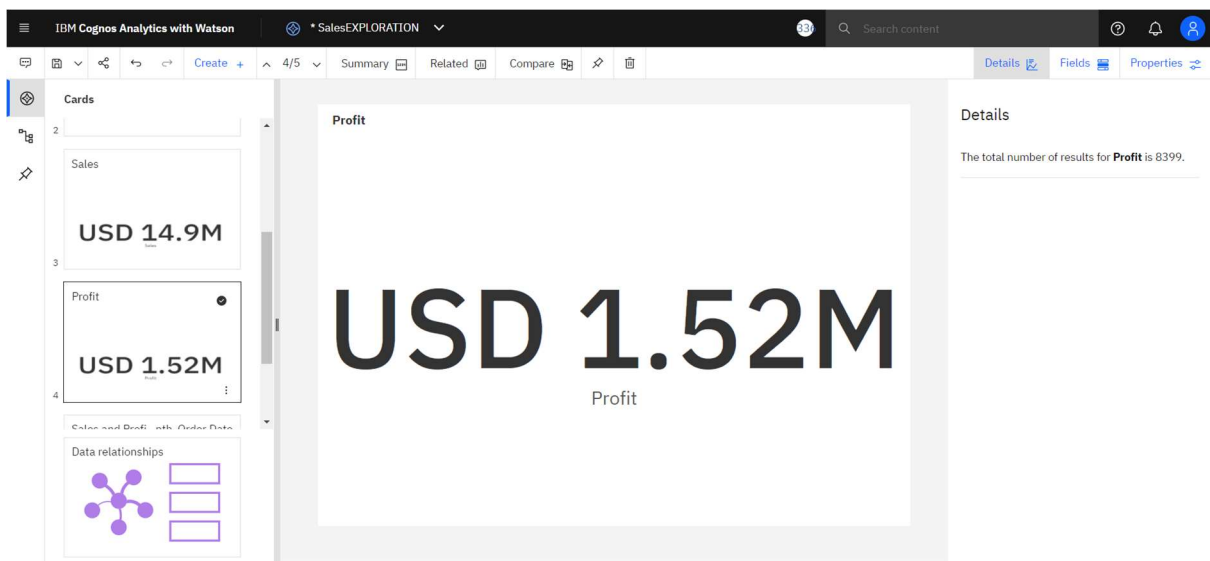 IBM Cognos Analytics with Watson
* SalesEXPLORATION
Search content
Create +
4/5
Summary
Related
Compare
Details
Fields
Properties
Cards
2
Sales
USD 14.9M
Sales
3
Profit
USD 1.52M
Profit
4
Data relationships
Profit
USD 1.52M
Profit
Details
The total number of results for Profit is 8399.